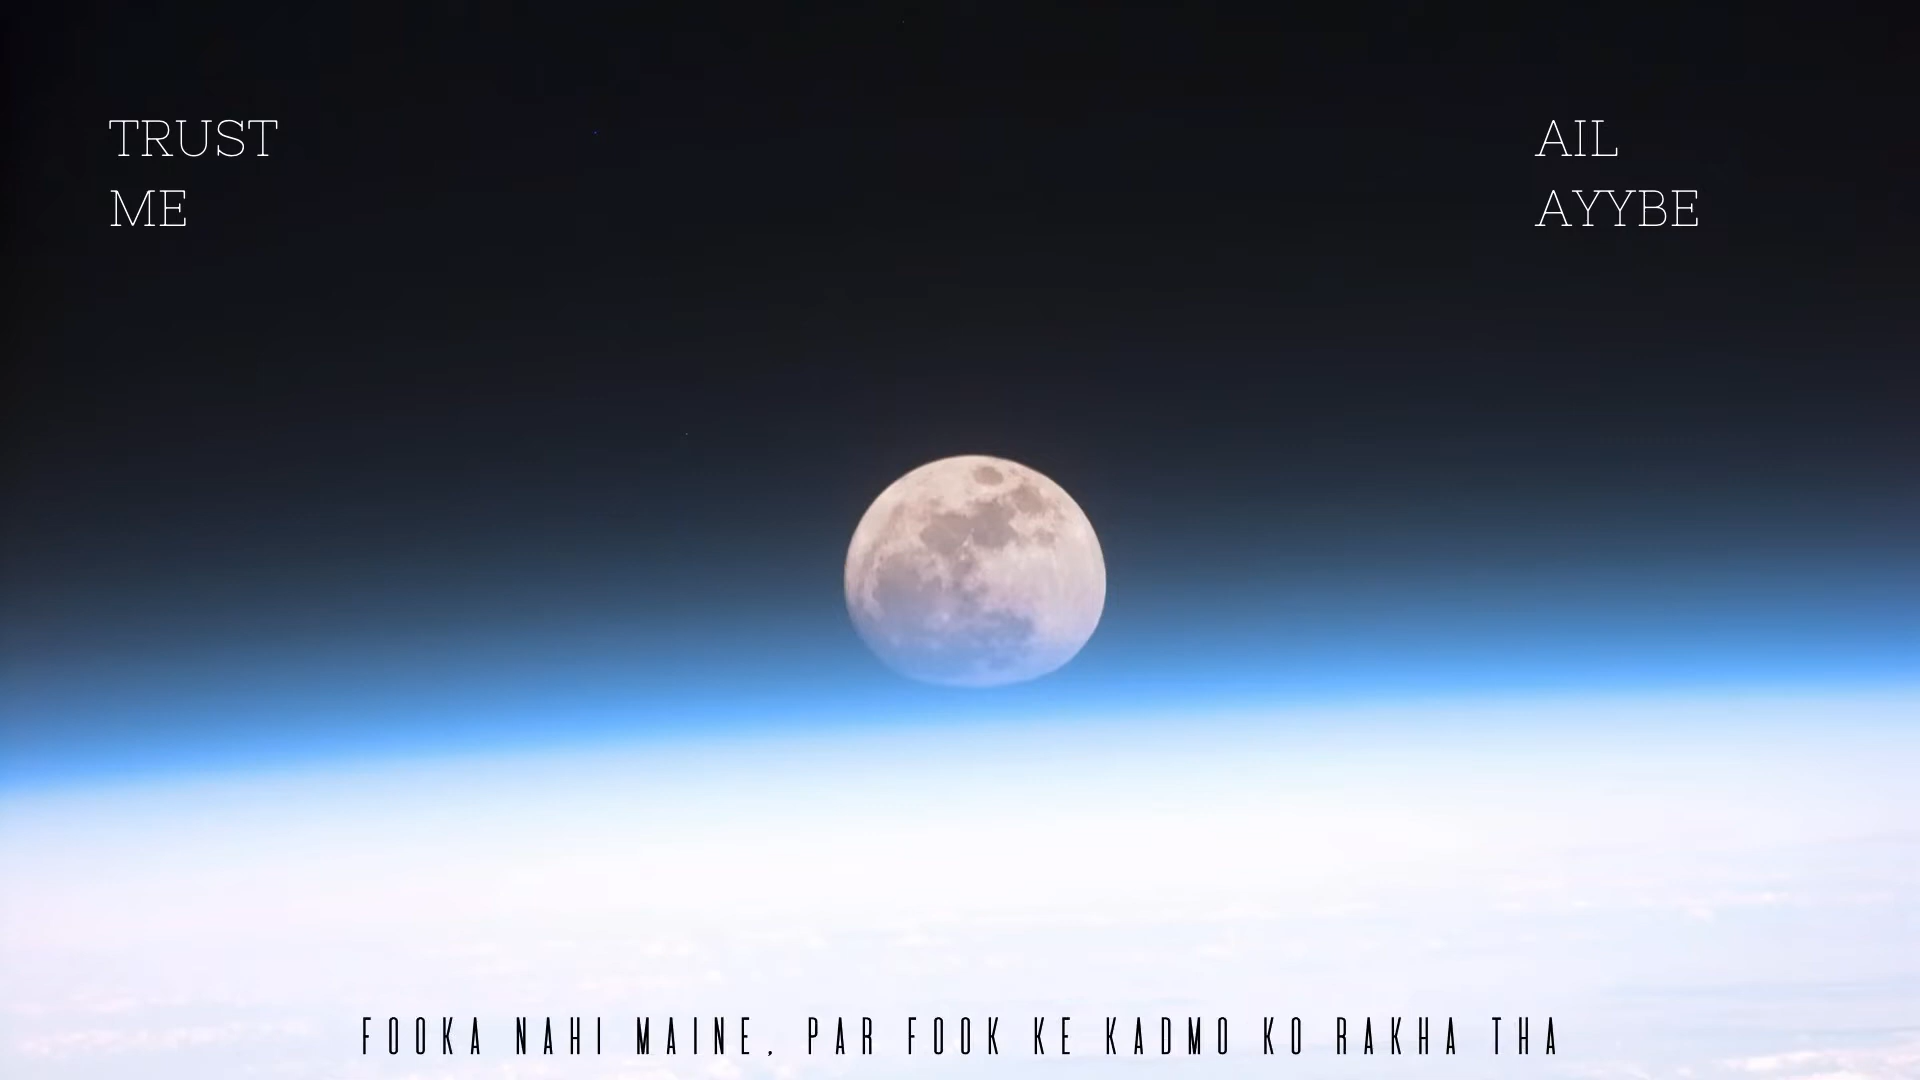 TRUST
ME
AIL
AYYBE
FOOKA NAHI MAINE, PAR FOOK KE KADMO KO RAKHA THA